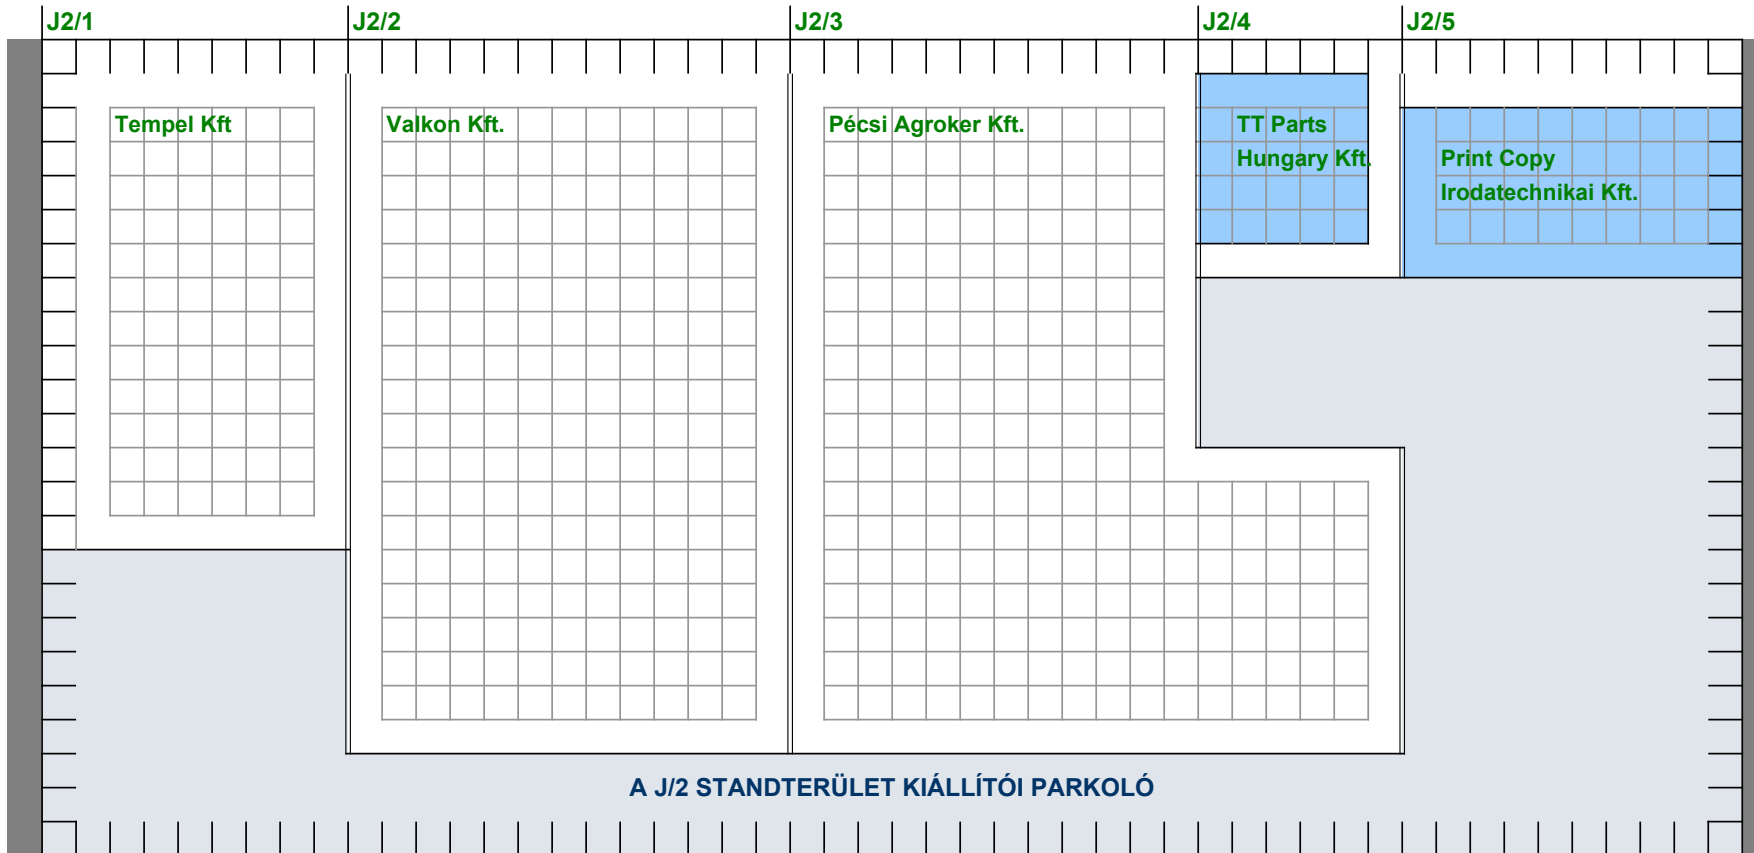 J2/1
J2/2
J2/3
J2/4
J2/5
Tempel Kft
Valkon Kft.
Pécsi Agroker Kft.
TT Parts
Hungary Kft.
Print Copy
Irodatechnikai Kft.
A J/2 STANDTERÜLET KIÁLLÍTÓI PARKOLÓ